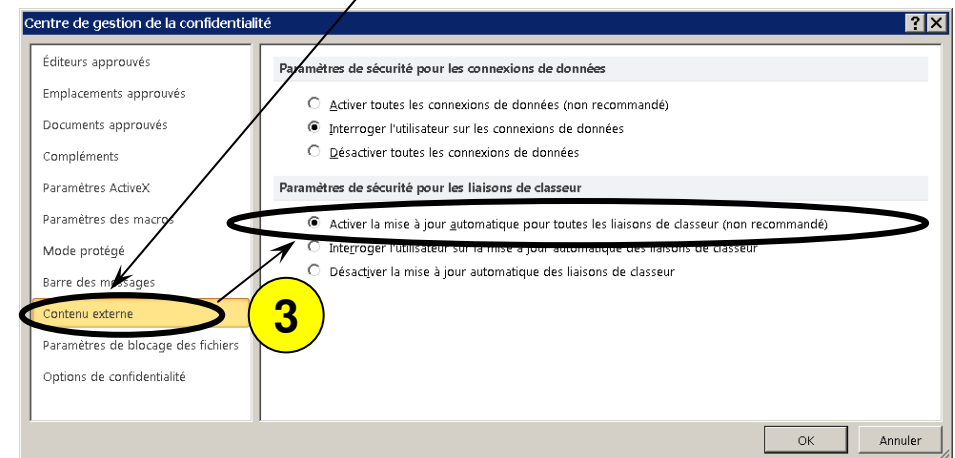 Centre de gestion de la confidentialité
Éditeurs approuvés
Emplacements approuvés
Documents approuvés
Compléments
Paramètres ActiveX
Paramètres des macros
Mode protégé
Barre des messages
Contenu externe
Paramètres de blocage des fichiers
Options de confidentialité
Paramètres de sécurité pour les connexions de données
Activer toutes les connexions de données (non recommandé)
Interroger l'utilisateur sur les connexions de données
Désactiver toutes les connexions de données
Paramètres de sécurité pour les liaisons de classeur
Activer la mise à jour automatique pour toutes les liaisons de classeur (non recommandé)
Interroger l'utilisateur sur la mise à jour automatique des liaisons de classeur
Désactiver la mise à jour automatique des liaisons de classeur
3
OK
Annuler